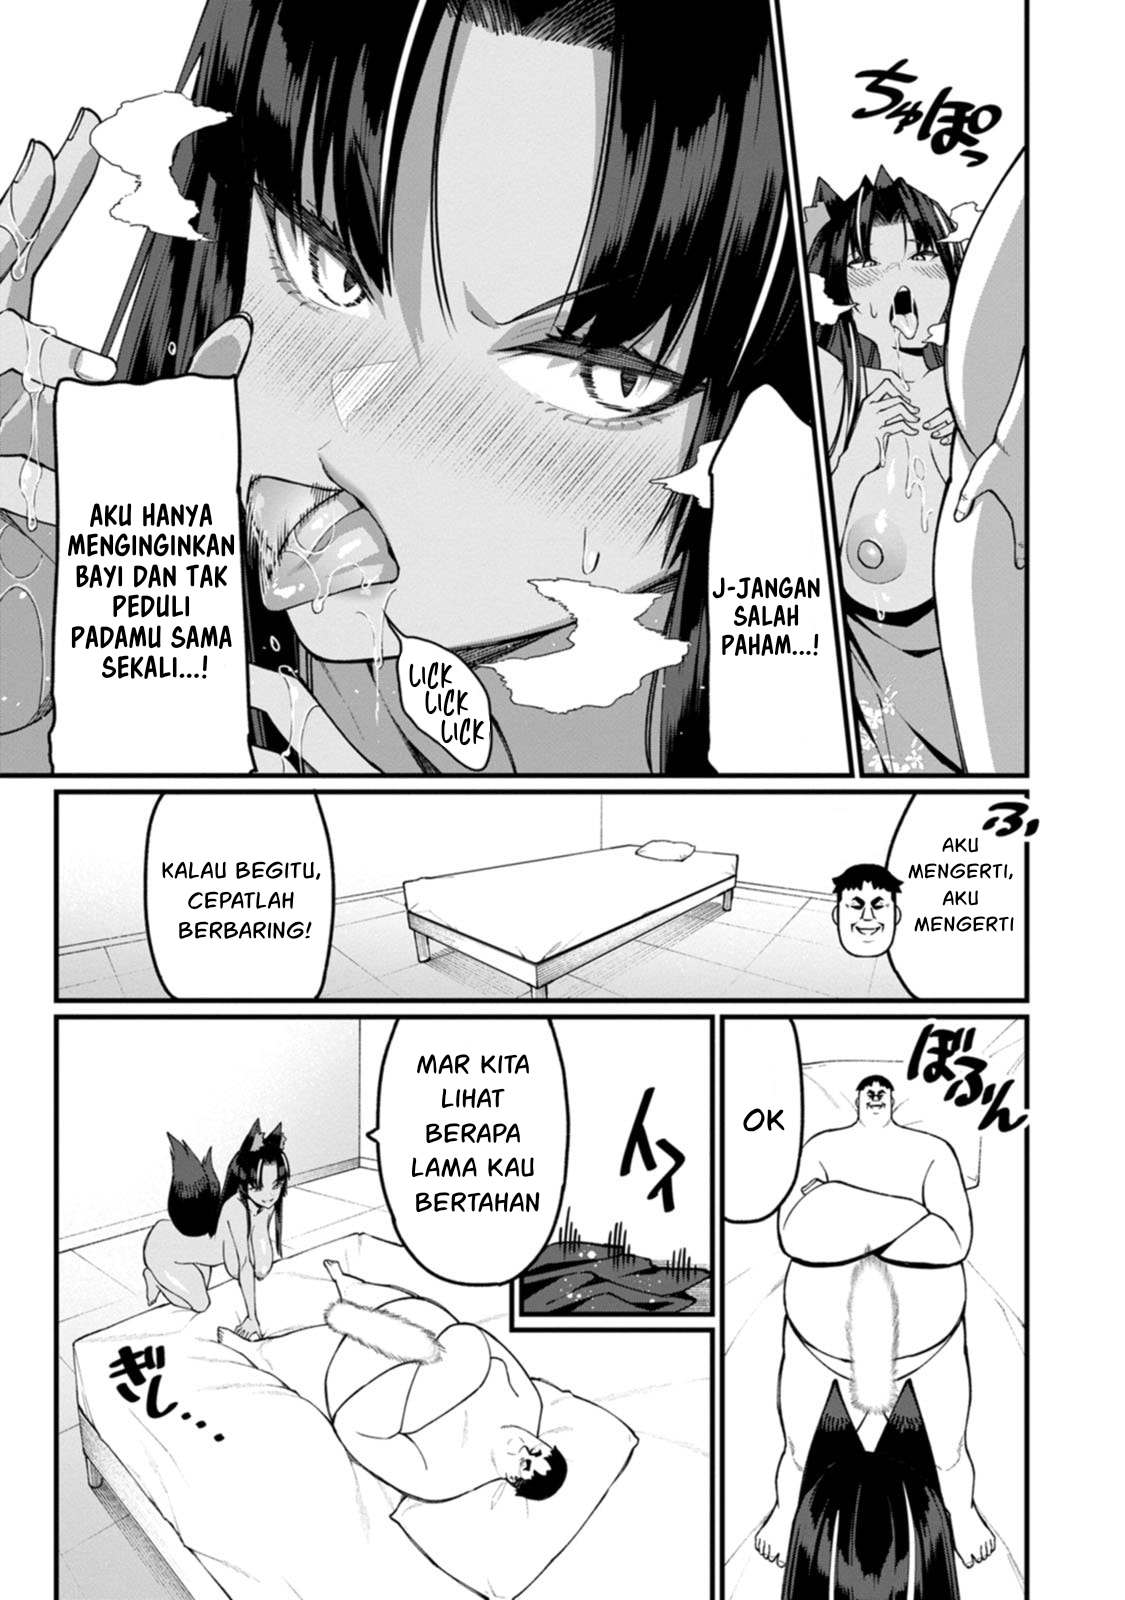 ちゅぽっ
J-JANGAN
SALAH
PAHAM...!
AKU HANYA
MENGINGINKAN
BAYI DAN TAK
PEDULI
PADAMU SAMA
SEKALI...!
LICK
LICK
LICK
ふぅ
AKU
MENGERTI,
AKU
MENGERTI
KALAU BEGITU,
CEPATLAH
BERBARING!
ぼふん
OK
MAR KITA
LIHAT
BERAPA
LAMA KAU
BERTAHAN
ぎし・・・